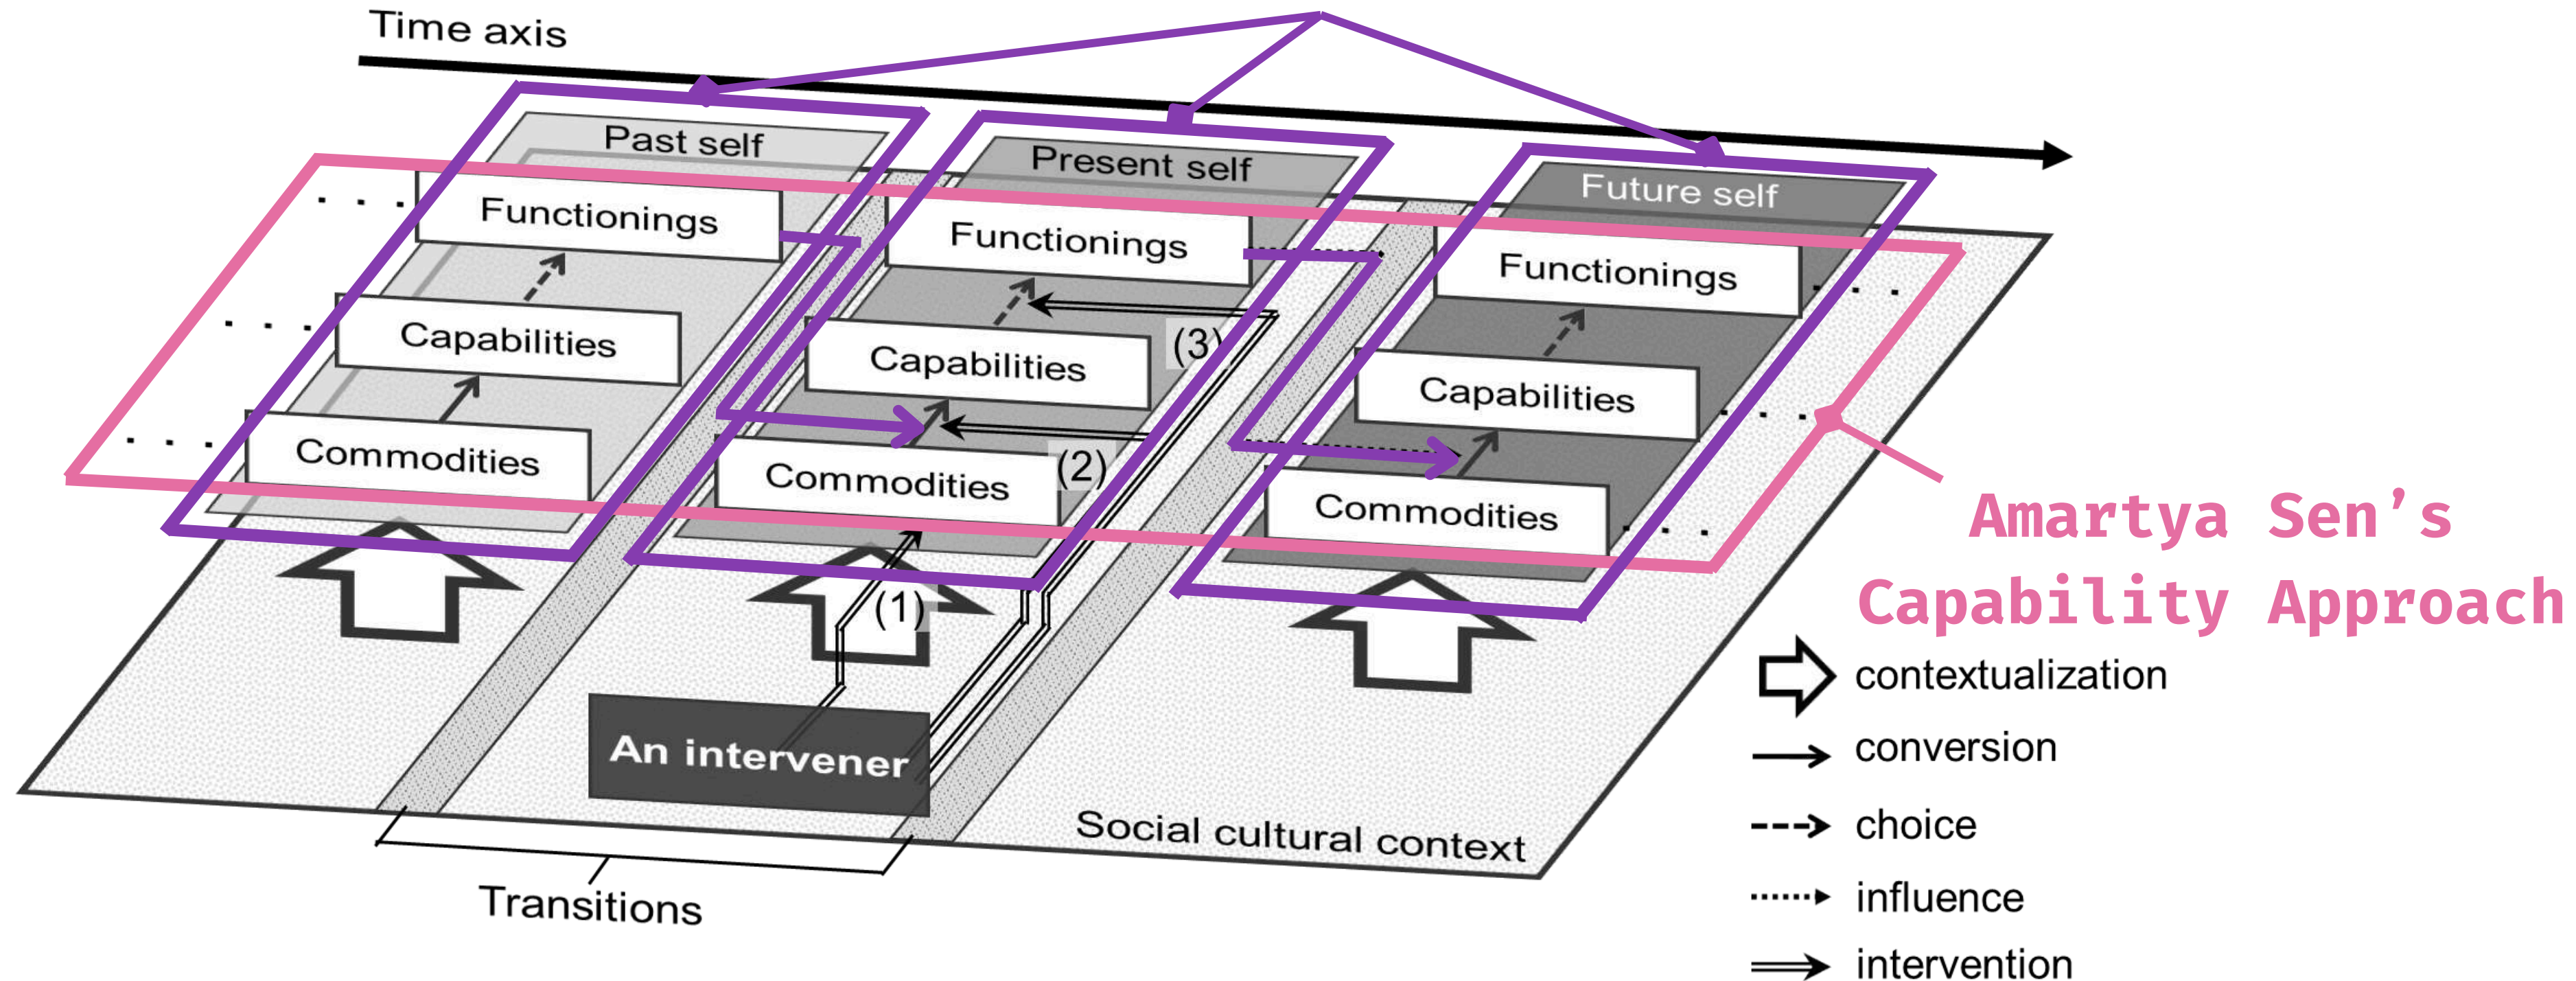 Time axis
Past self
Present self
Future self
Functionings
Functionings
Functionings
Capabilities
Capabilities
Capabilities
Commodities
Commodities
Commodities
(3)
(2)
(1)
An intervener
Social cultural context
Transitions
Amartya Sen’s
Capability Approach
contextualization
conversion
choice
influence
intervention